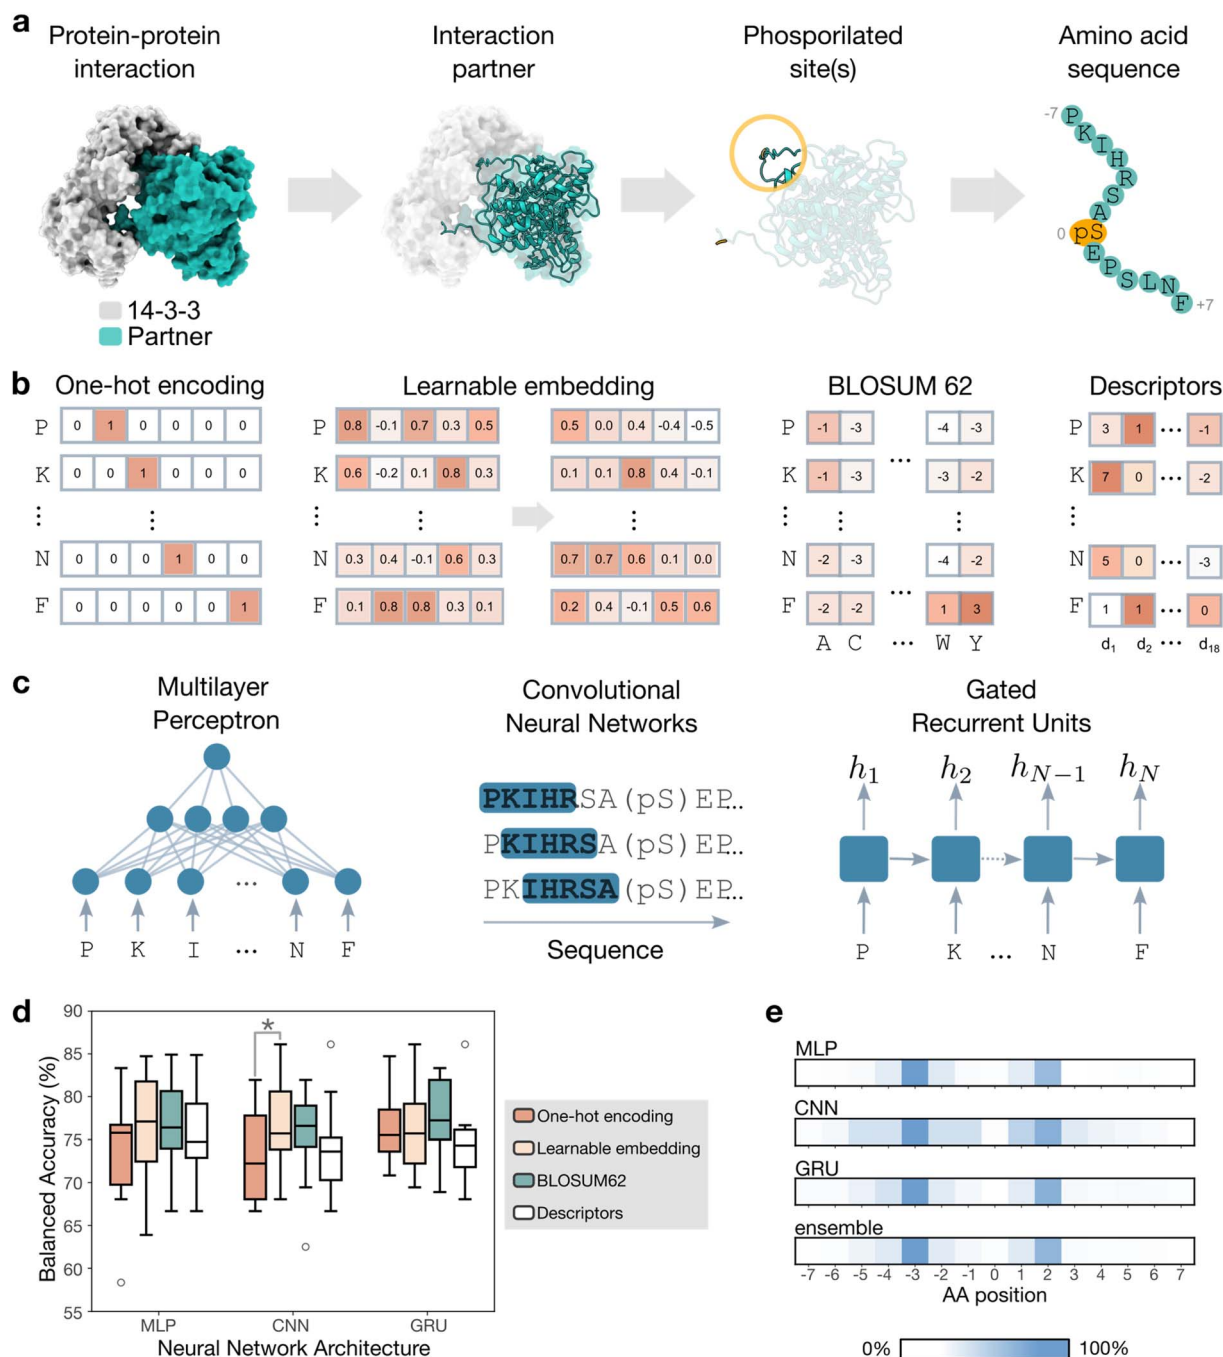 a
Protein-protein
interaction
Interaction
partner
Phosporilated
site(s)
Amino acid
sequence
14-3-3
Partner
-7 P
K
I
H
R
S
A
0 pS
E
P
S
L
N
F +7
b
One-hot encoding
Learnable embedding
BLOSUM 62
Descriptors
P 0 1 0 0 0 0
K 0 0 1 0 0 0
⋮ ⋮
N 0 0 0 1 0 0
F 0 0 0 0 0 1
P 0.8 -0.1 0.7 0.3 0.5 0.5 0.0 0.4 -0.4 -0.5
K 0.6 -0.2 0.1 0.8 0.3 0.1 0.1 0.8 0.4 -0.1
⋮ ⋮ ⋮
N 0.3 0.4 -0.1 0.6 0.3 0.7 0.7 0.6 0.1 0.0
F 0.1 0.8 0.8 0.3 0.1 0.2 0.4 -0.1 0.5 0.6
P -1 -3 -4 -3
...
K -1 -3 -3 -2
⋮ ⋮ ⋮
N -2 -3 -4 -2
...
F -2 -2 1 3
A C ... W Y
P 3 1 ... -1
K 7 0 ... -2
⋮
N 5 0 ... -3
F 1 1 ... 0
d1 d2 ... d18
c
Multilayer
Perceptron
P K I ... N F
Convolutional
Neural Networks
PKIHRSA(pS)EP...
PKIHRSA(pS)EP...
PKIHRSA(pS)EP...
Sequence
Gated
Recurrent Units
h1 h2 hN−1 hN
P K ... N F
d
Balanced Accuracy (%)
90
85
80
75
70
65
60
55
*
MLP CNN GRU
Neural Network Architecture
One-hot encoding
Learnable embedding
BLOSUM62
Descriptors
e
MLP
CNN
GRU
ensemble
-7 -6 -5 -4 -3 -2 -1 0 1 2 3 4 5 6 7
AA position
0% 100%